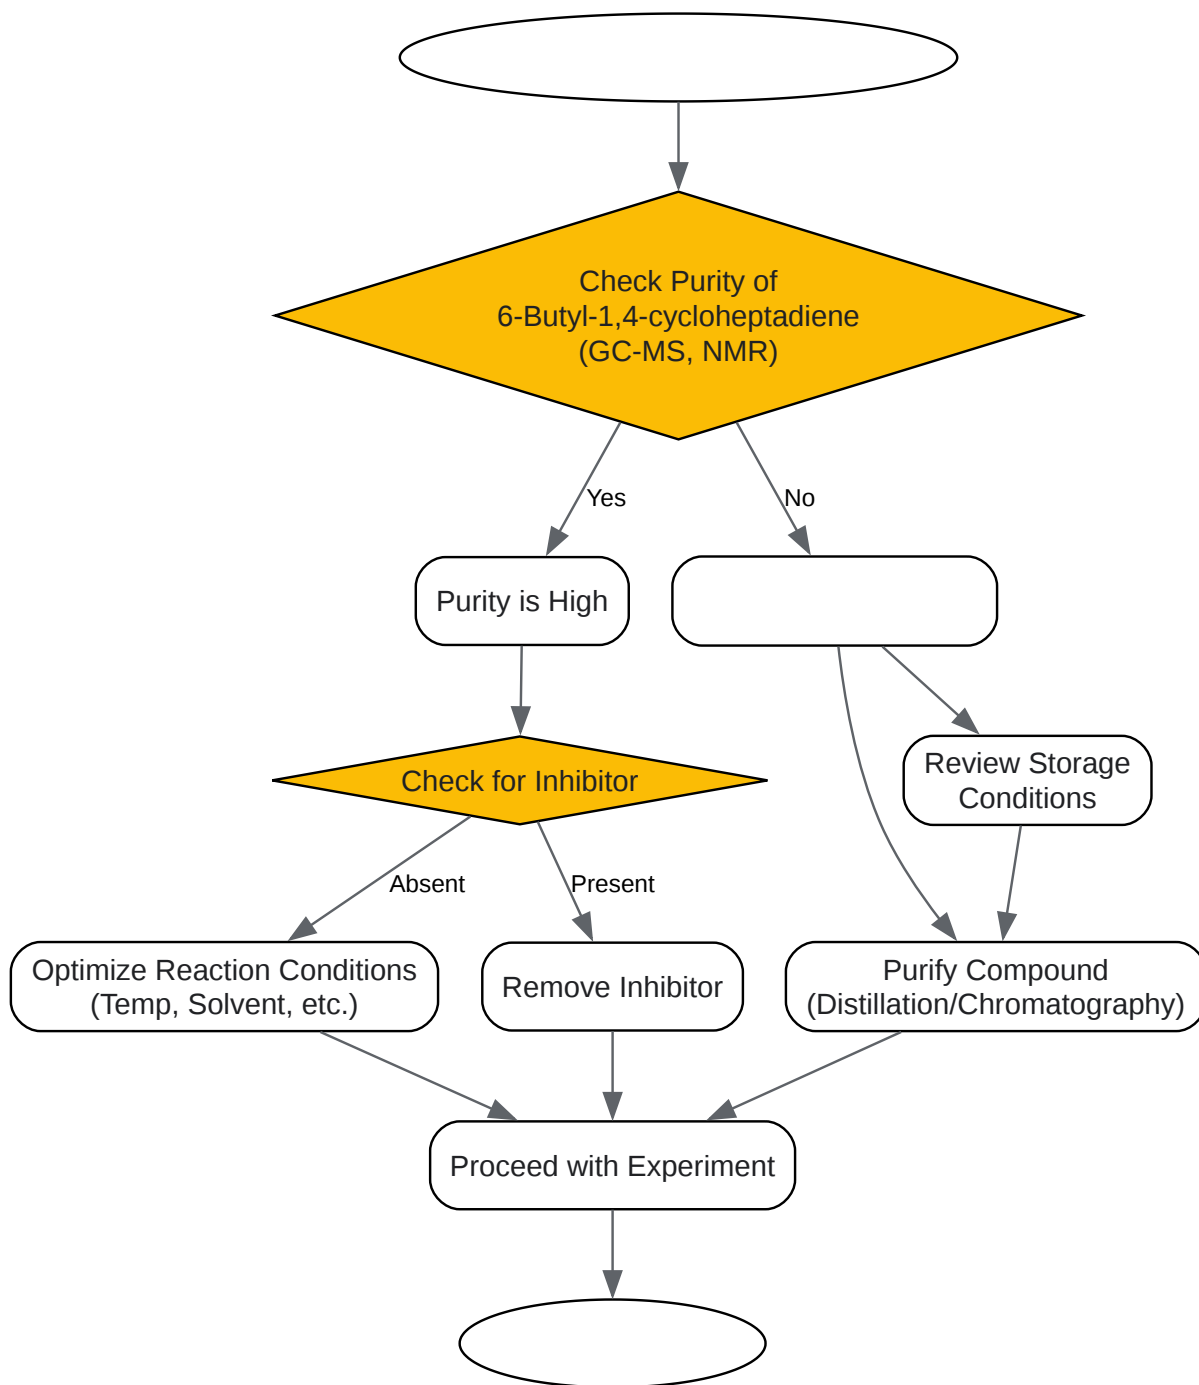 Check Purity of
6-Butyl-1,4-cycloheptadiene
(GC-MS, NMR)
Yes
No
Purity is High
Check for Inhibitor
Review Storage
Conditions
Absent
Present
Optimize Reaction Conditions
(Temp, Solvent, etc.)
Remove Inhibitor
Purify Compound
(Distillation/Chromatography)
Proceed with Experiment